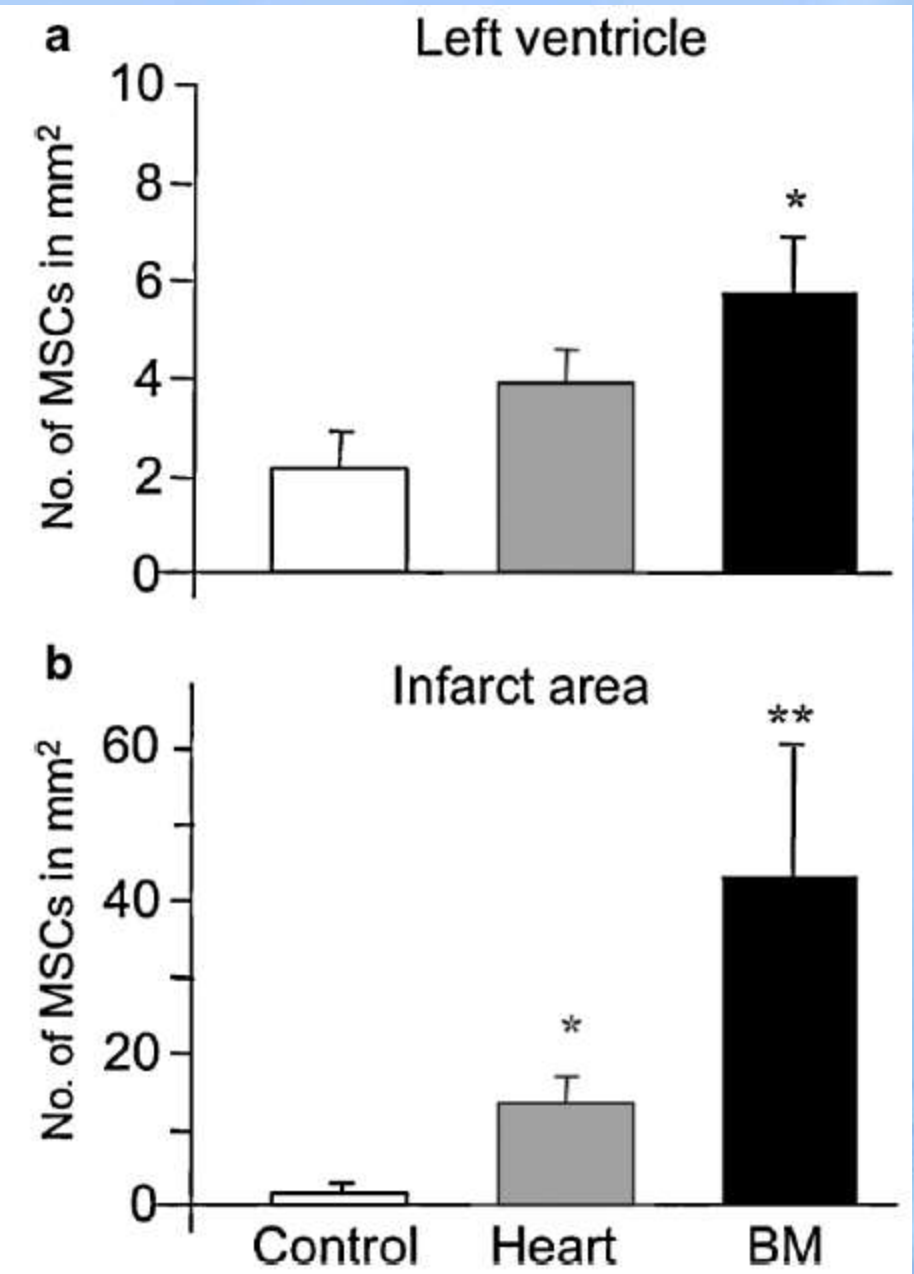 a
Left ventricle
No. of MSCs in mm²
10
8
6
4
2
0
*
b
Infarct area
No. of MSCs in mm²
60
40
20
0
*
**
Control Heart BM